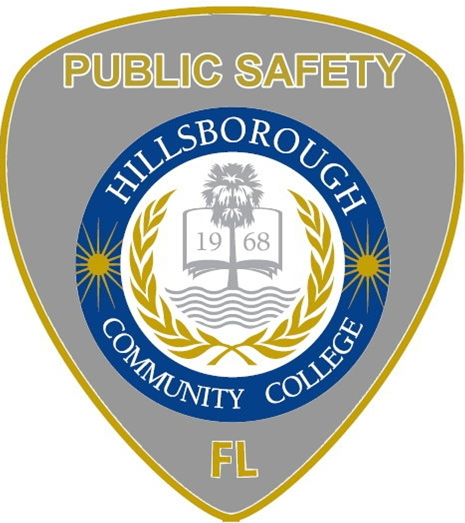 PUBLIC SAFETY
HILLSBOROUGH
19 68
COMMUNITY COLLEGE
FL